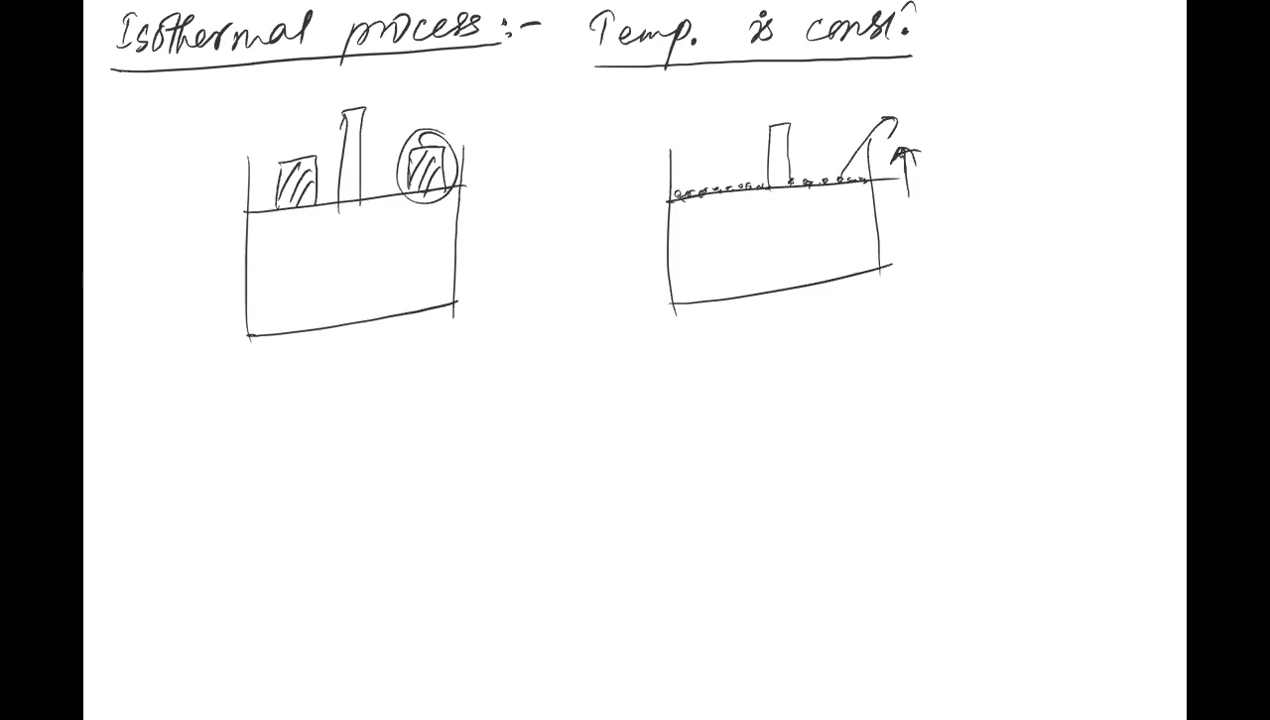 Isothermal process :- Temp. is const.